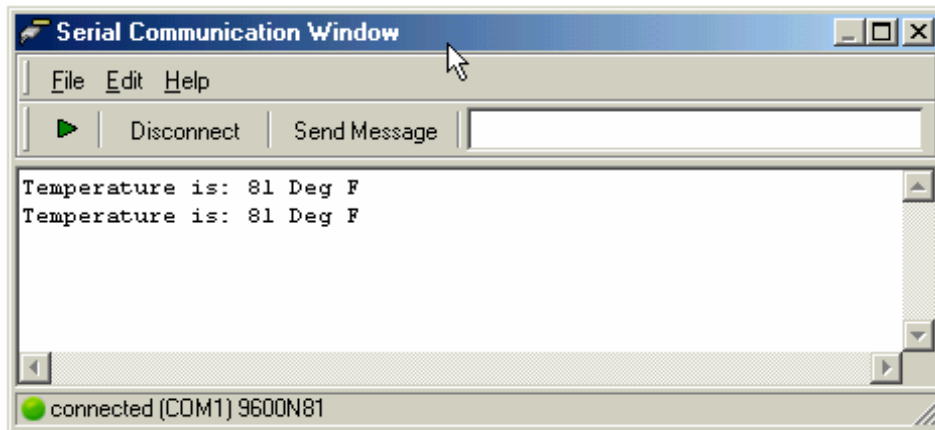 Serial Communication Window
File Edit Help
Disconnect Send Message
Temperature is: 81 Deg F
Temperature is: 81 Deg F
connected (COM1) 9600N81